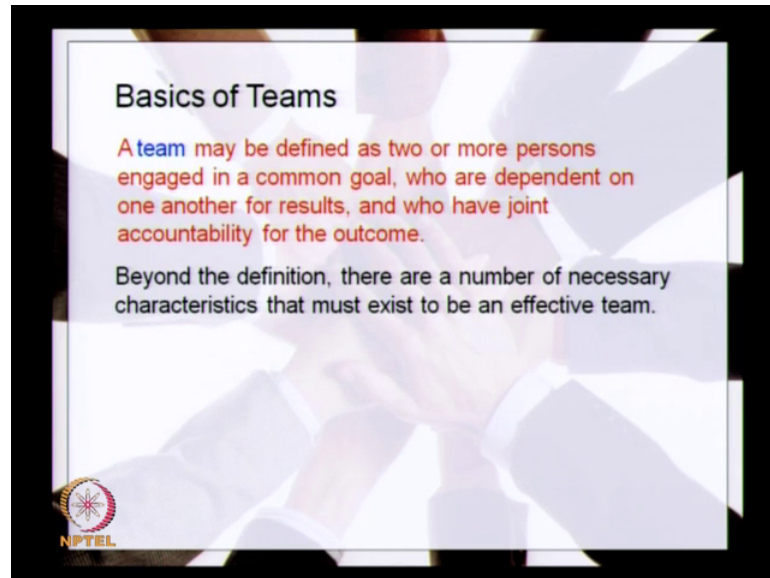 Basics of Teams
A team may be defined as two or more persons
engaged in a common goal, who are dependent on
one another for results, and who have joint
accountability for the outcome.
Beyond the definition, there are a number of necessary
characteristics that must exist to be an effective team.
NPTEL